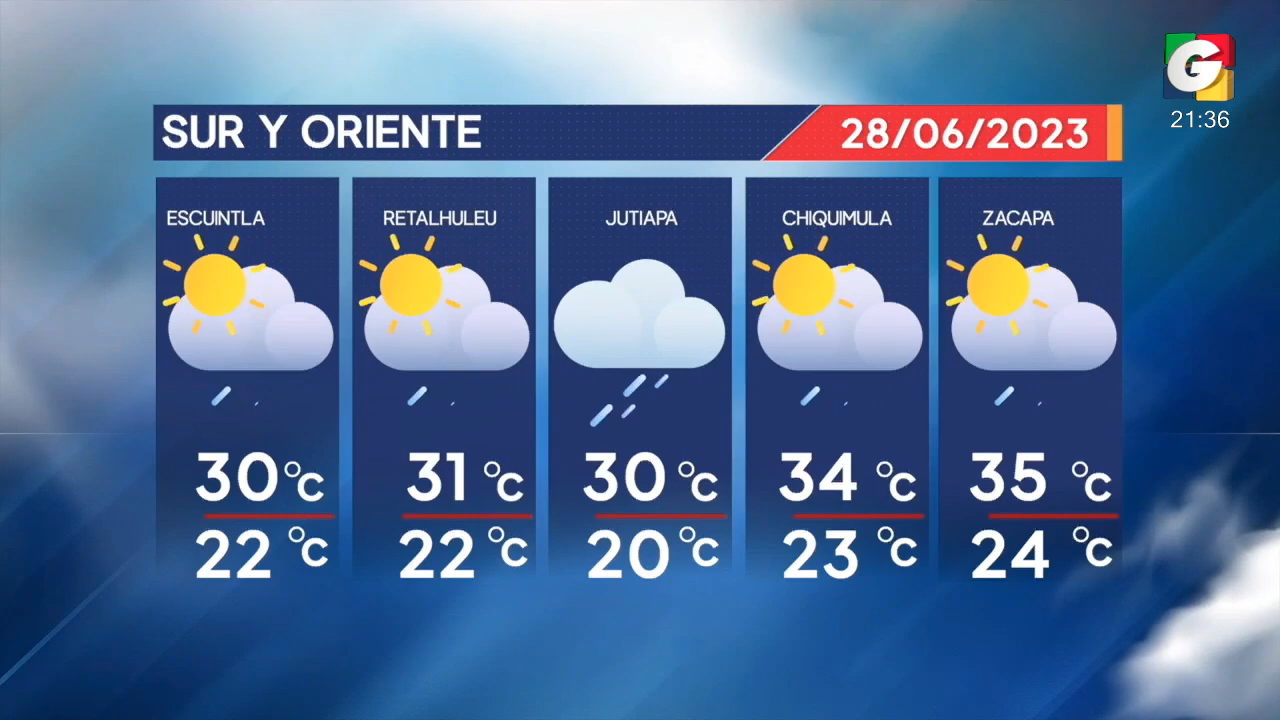 SUR Y ORIENTE 28/06/2023
G
21:36
ESCUINTLA RETALHULEU JUTIAPA CHIQUIMULA ZACAPA
30 °C 31 °C 30 °C 34 °C 35 °C
22 °C 22 °C 20 °C 23 °C 24 °C